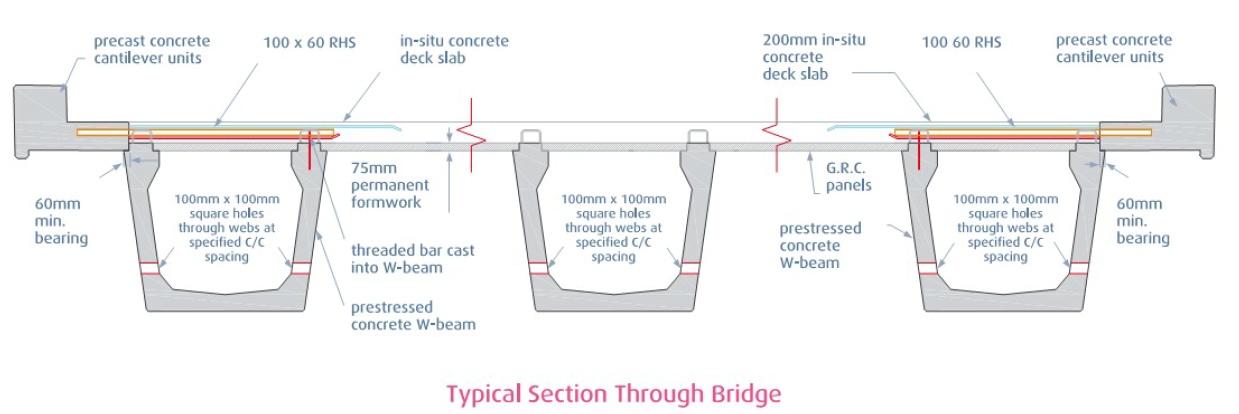 precast concrete
cantilever units
100 x 60 RHS
in-situ concrete
deck slab
200mm in-situ
concrete
deck slab
100 60 RHS
precast concrete
cantilever units
60mm
min.
bearing
100mm x 100mm
square holes
through webs at
specified C/C
spacing
75mm
permanent
formwork
threaded bar cast
into W-beam
prestressed
concrete W-beam
100mm x 100mm
square holes
through webs at
specified C/C
spacing
G.R.C.
panels
prestressed
concrete
W-beam
100mm x 100mm
square holes
through webs at
specified C/C
spacing
60mm
min.
bearing
Typical Section Through Bridge